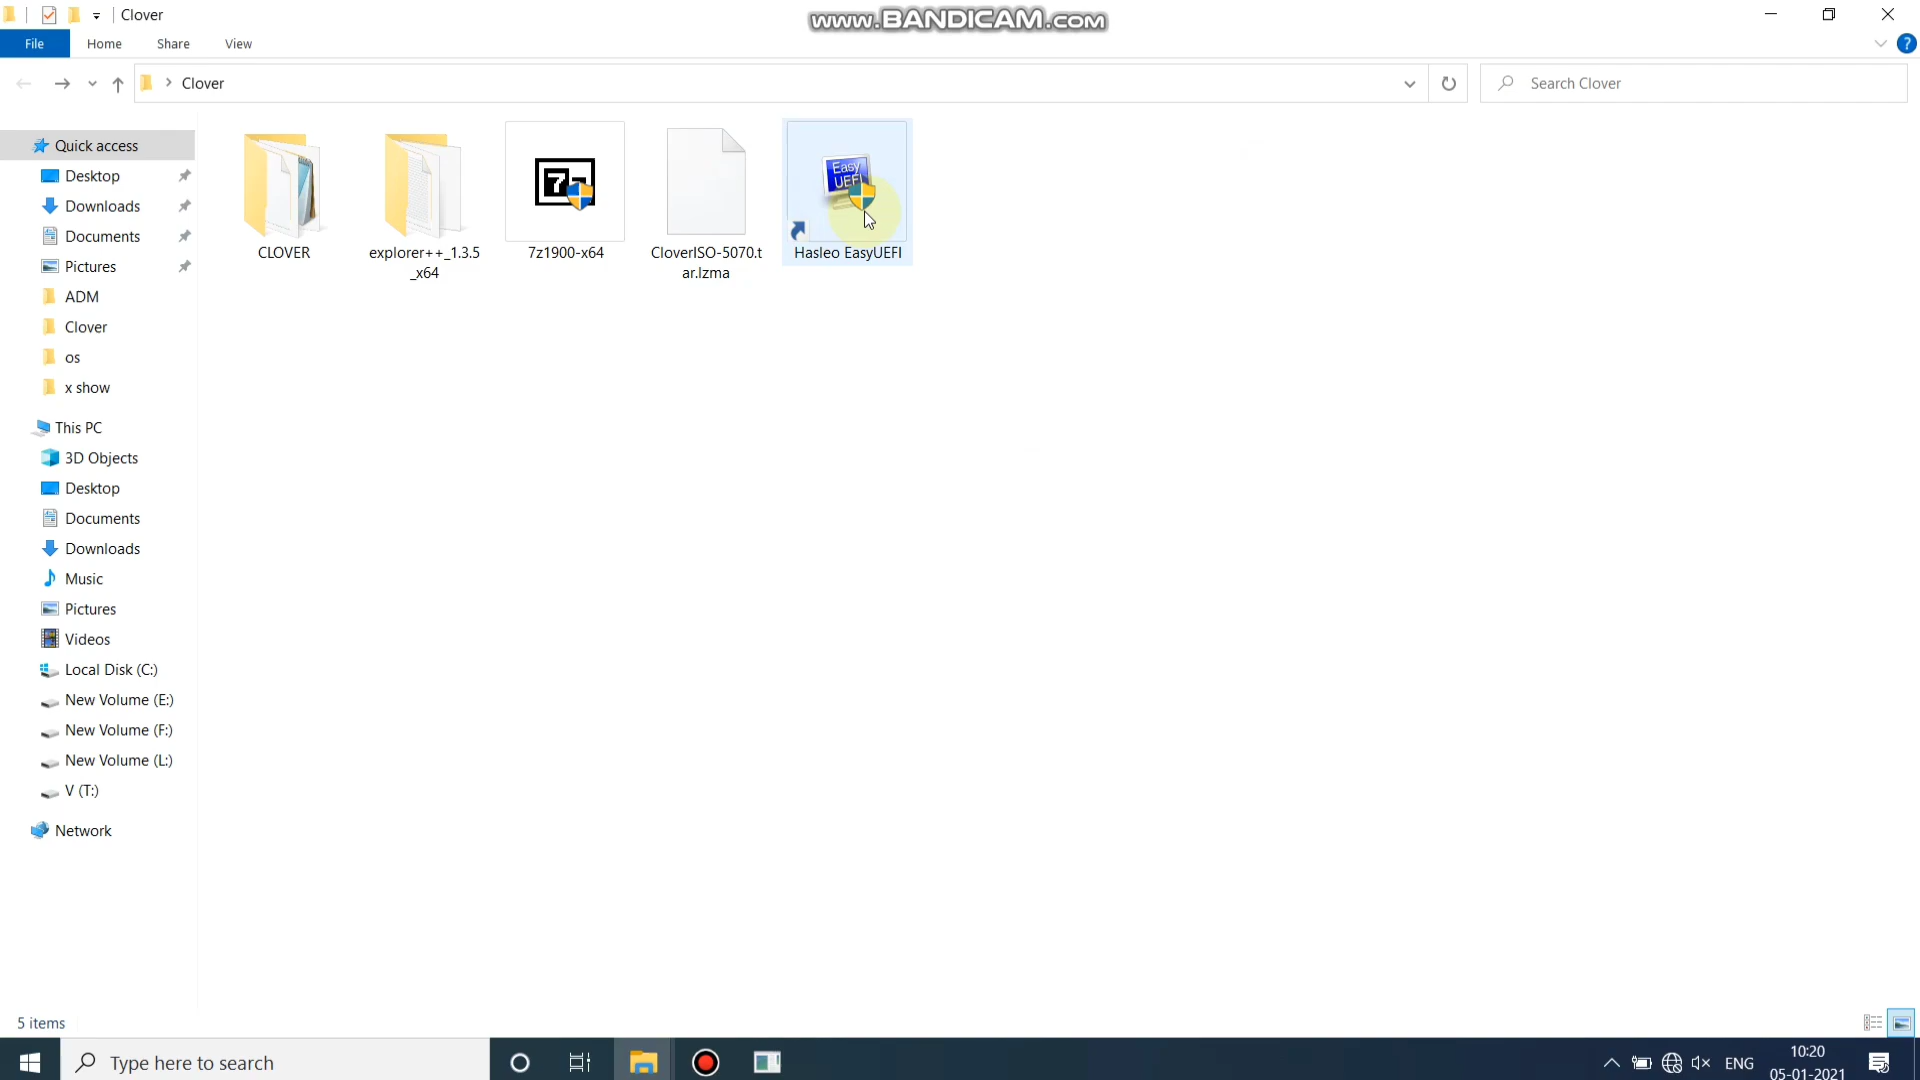 Clover
www.BANDICAM.com
File
Home
Share
View
?
Clover
Search Clover
Quick access
Desktop
Downloads
Documents
Pictures
ADM
Clover
os
x show
This PC
3D Objects
Desktop
Documents
Downloads
Music
Pictures
Videos
Local Disk (C:)
New Volume (E:)
New Volume (F:)
New Volume (L:)
V (T:)
Network
CLOVER
explorer++_1.3.5
_x64
7z
7z1900-x64
CloverISO-5070.t
ar.lzma
Easy
UEFI
Hasleo EasyUEFI
5 items
Type here to search
ENG
10:20
05-01-2021